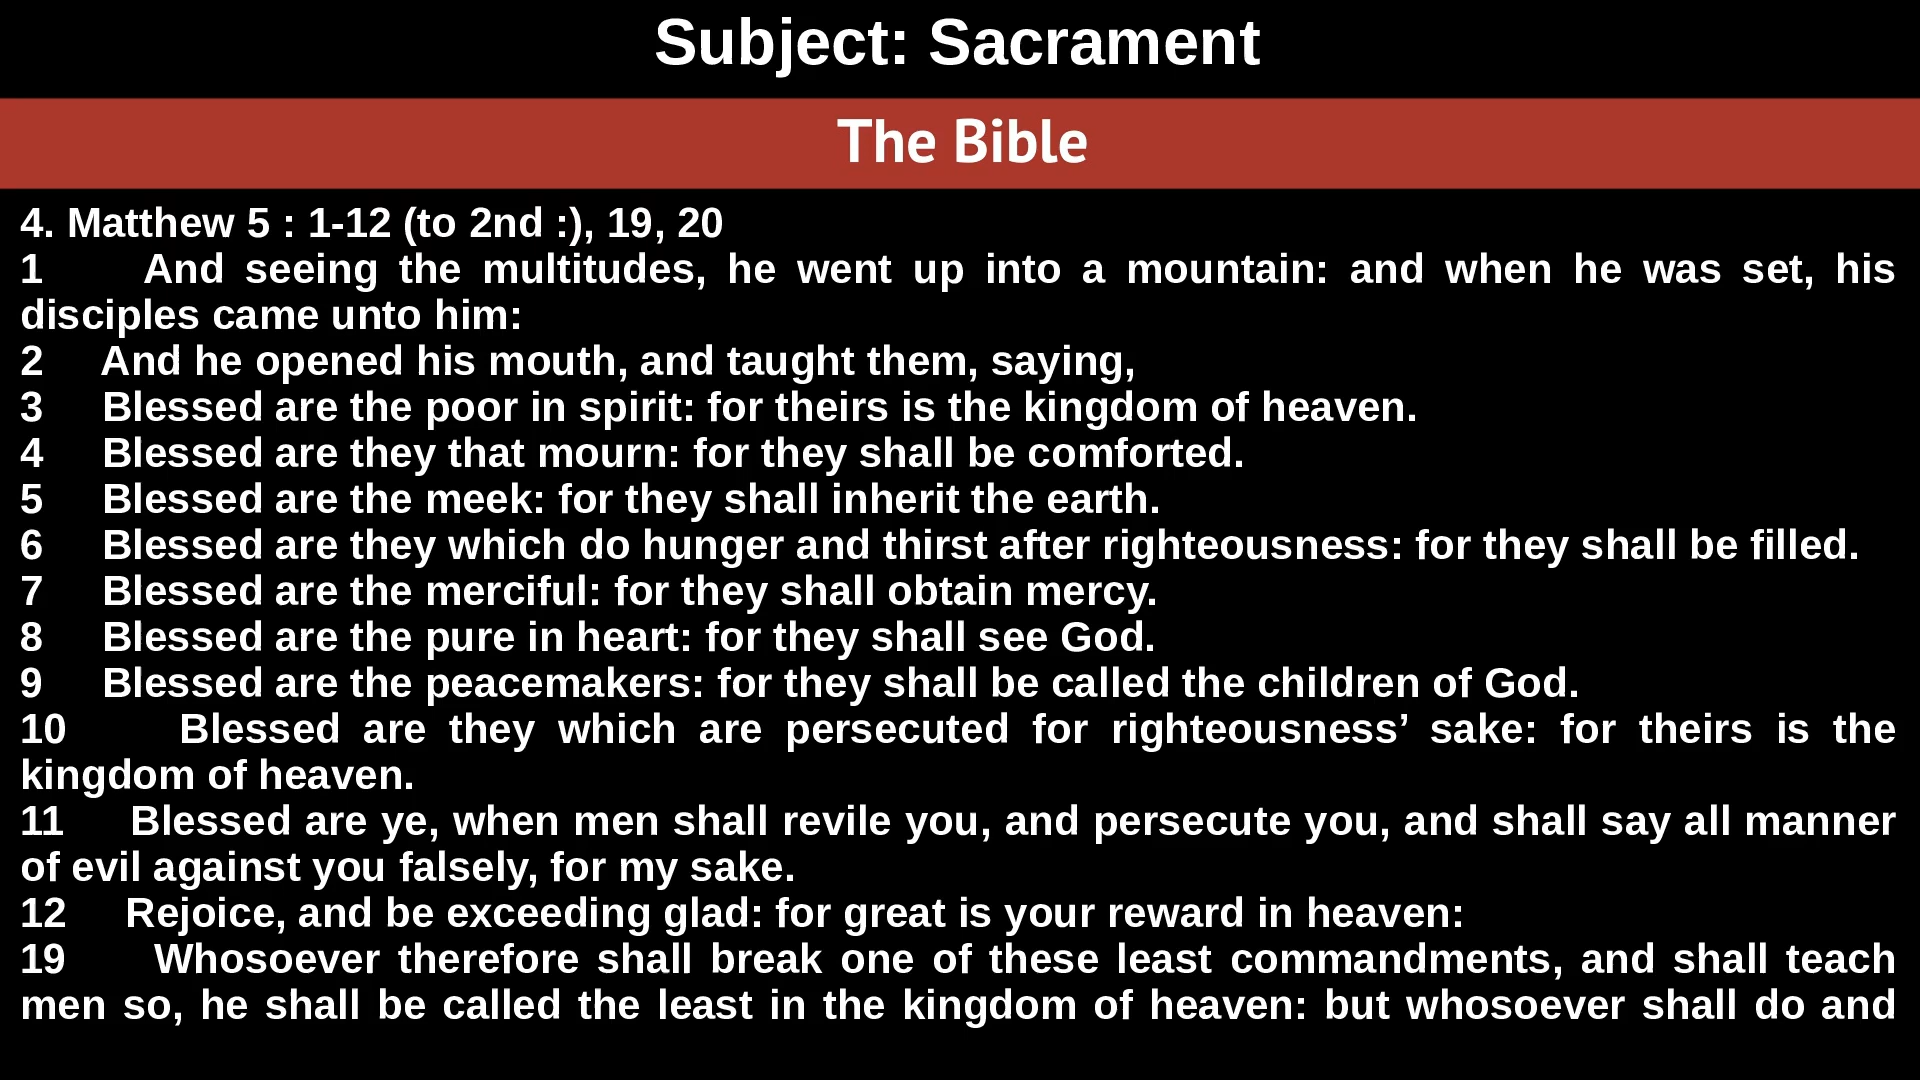 Subject: Sacrament
The Bible
4. Matthew 5 : 1-12 (to 2nd :), 19, 20
1 And seeing the multitudes, he went up into a mountain: and when he was set, his
disciples came unto him:
2 And he opened his mouth, and taught them, saying,
3 Blessed are the poor in spirit: for theirs is the kingdom of heaven.
4 Blessed are they that mourn: for they shall be comforted.
5 Blessed are the meek: for they shall inherit the earth.
6 Blessed are they which do hunger and thirst after righteousness: for they shall be filled.
7 Blessed are the merciful: for they shall obtain mercy.
8 Blessed are the pure in heart: for they shall see God.
9 Blessed are the peacemakers: for they shall be called the children of God.
10 Blessed are they which are persecuted for righteousness’ sake: for theirs is the
kingdom of heaven.
11 Blessed are ye, when men shall revile you, and persecute you, and shall say all manner
of evil against you falsely, for my sake.
12 Rejoice, and be exceeding glad: for great is your reward in heaven:
19 Whosoever therefore shall break one of these least commandments, and shall teach
men so, he shall be called the least in the kingdom of heaven: but whosoever shall do and